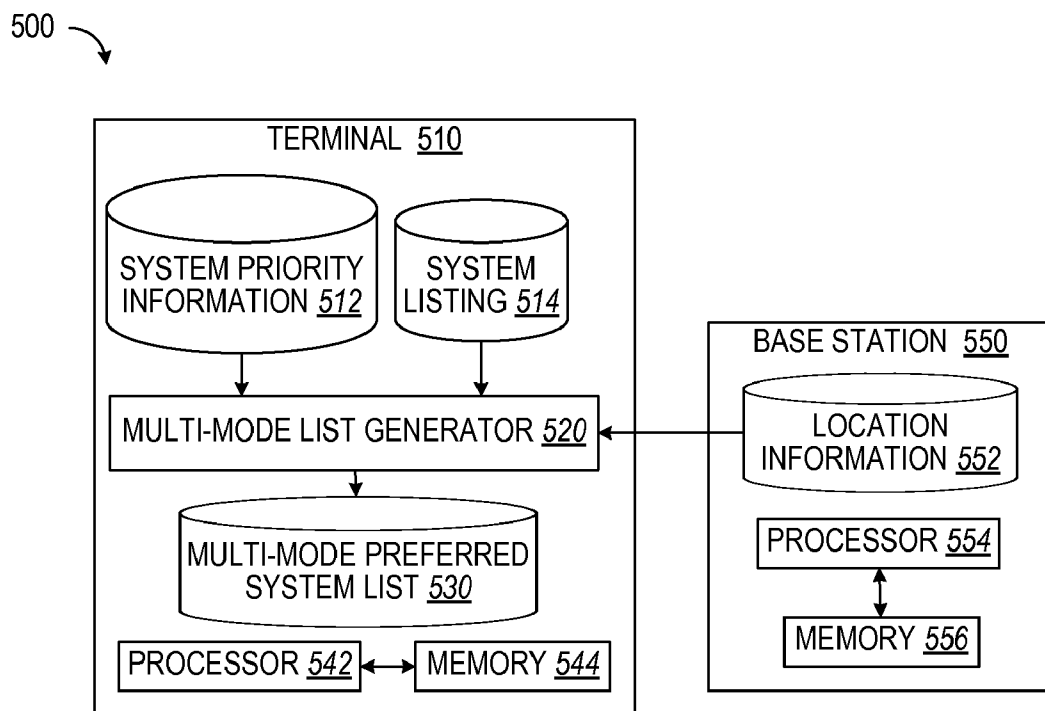 500
TERMINAL 510
SYSTEM PRIORITY
INFORMATION 512
SYSTEM
LISTING 514
MULTI-MODE LIST GENERATOR 520
MULTI-MODE PREFERRED
SYSTEM LIST 530
PROCESSOR 542
MEMORY 544
BASE STATION 550
LOCATION
INFORMATION 552
PROCESSOR 554
MEMORY 556